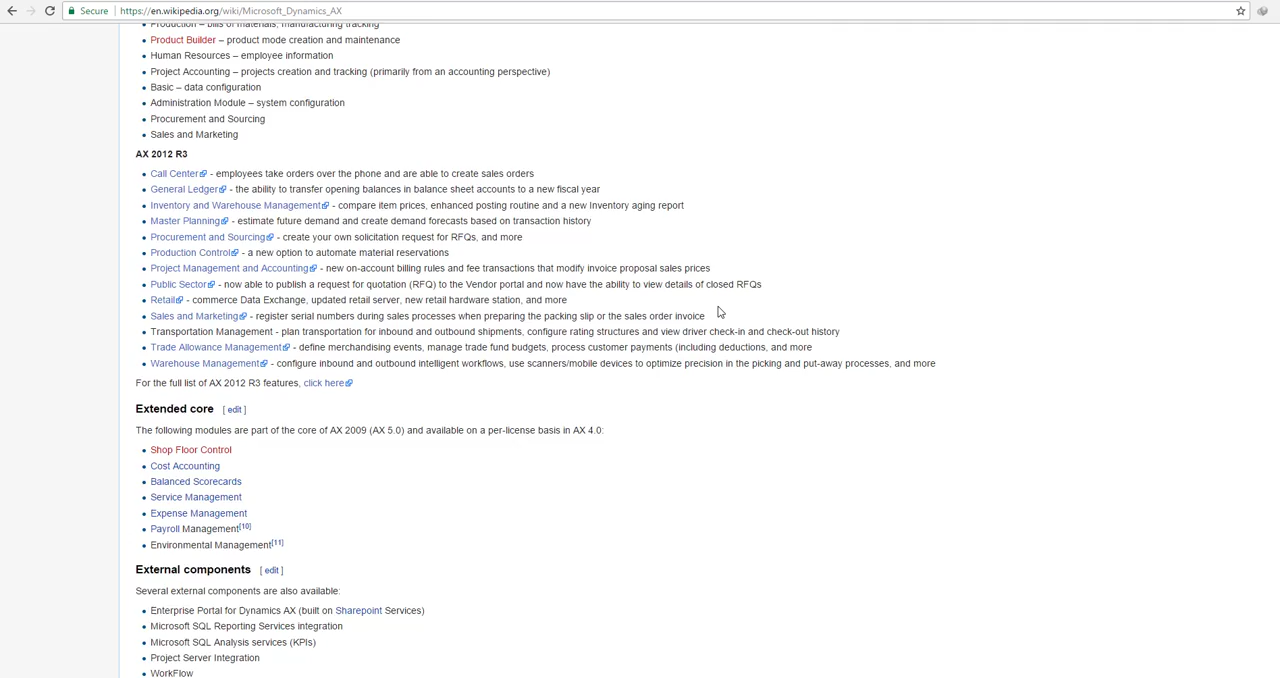 Secure https://en.wikipedia.org/wiki/Microsoft_Dynamics_AX
Production – bills of materials, manufacturing tracking
Product Builder – product mode creation and maintenance
Human Resources – employee information
Project Accounting – projects creation and tracking (primarily from an accounting perspective)
Basic – data configuration
Administration Module – system configuration
Procurement and Sourcing
Sales and Marketing
AX 2012 R3
Call Center - employees take orders over the phone and are able to create sales orders
General Ledger - the ability to transfer opening balances in balance sheet accounts to a new fiscal year
Inventory and Warehouse Management - compare item prices, enhanced posting routine and a new Inventory aging report
Master Planning - estimate future demand and create demand forecasts based on transaction history
Procurement and Sourcing - create your own solicitation request for RFQs, and more
Production Control - a new option to automate material reservations
Project Management and Accounting - new on-account billing rules and fee transactions that modify invoice proposal sales prices
Public Sector - now able to publish a request for quotation (RFQ) to the Vendor portal and now have the ability to view details of closed RFQs
Retail - commerce Data Exchange, updated retail server, new retail hardware station, and more
Sales and Marketing - register serial numbers during sales processes when preparing the packing slip or the sales order invoice
Transportation Management - plan transportation for inbound and outbound shipments, configure rating structures and view driver check-in and check-out history
Trade Allowance Management - define merchandising events, manage trade fund budgets, process customer payments (including deductions, and more
Warehouse Management - configure inbound and outbound intelligent workflows, use scanners/mobile devices to optimize precision in the picking and put-away processes, and more
For the full list of AX 2012 R3 features, click here
Extended core [ edit ]
The following modules are part of the core of AX 2009 (AX 5.0) and available on a per-license basis in AX 4.0:
Shop Floor Control
Cost Accounting
Balanced Scorecards
Service Management
Expense Management
Payroll Management[10]
Environmental Management[11]
External components [ edit ]
Several external components are also available:
Enterprise Portal for Dynamics AX (built on Sharepoint Services)
Microsoft SQL Reporting Services integration
Microsoft SQL Analysis services (KPIs)
Project Server Integration
WorkFlow